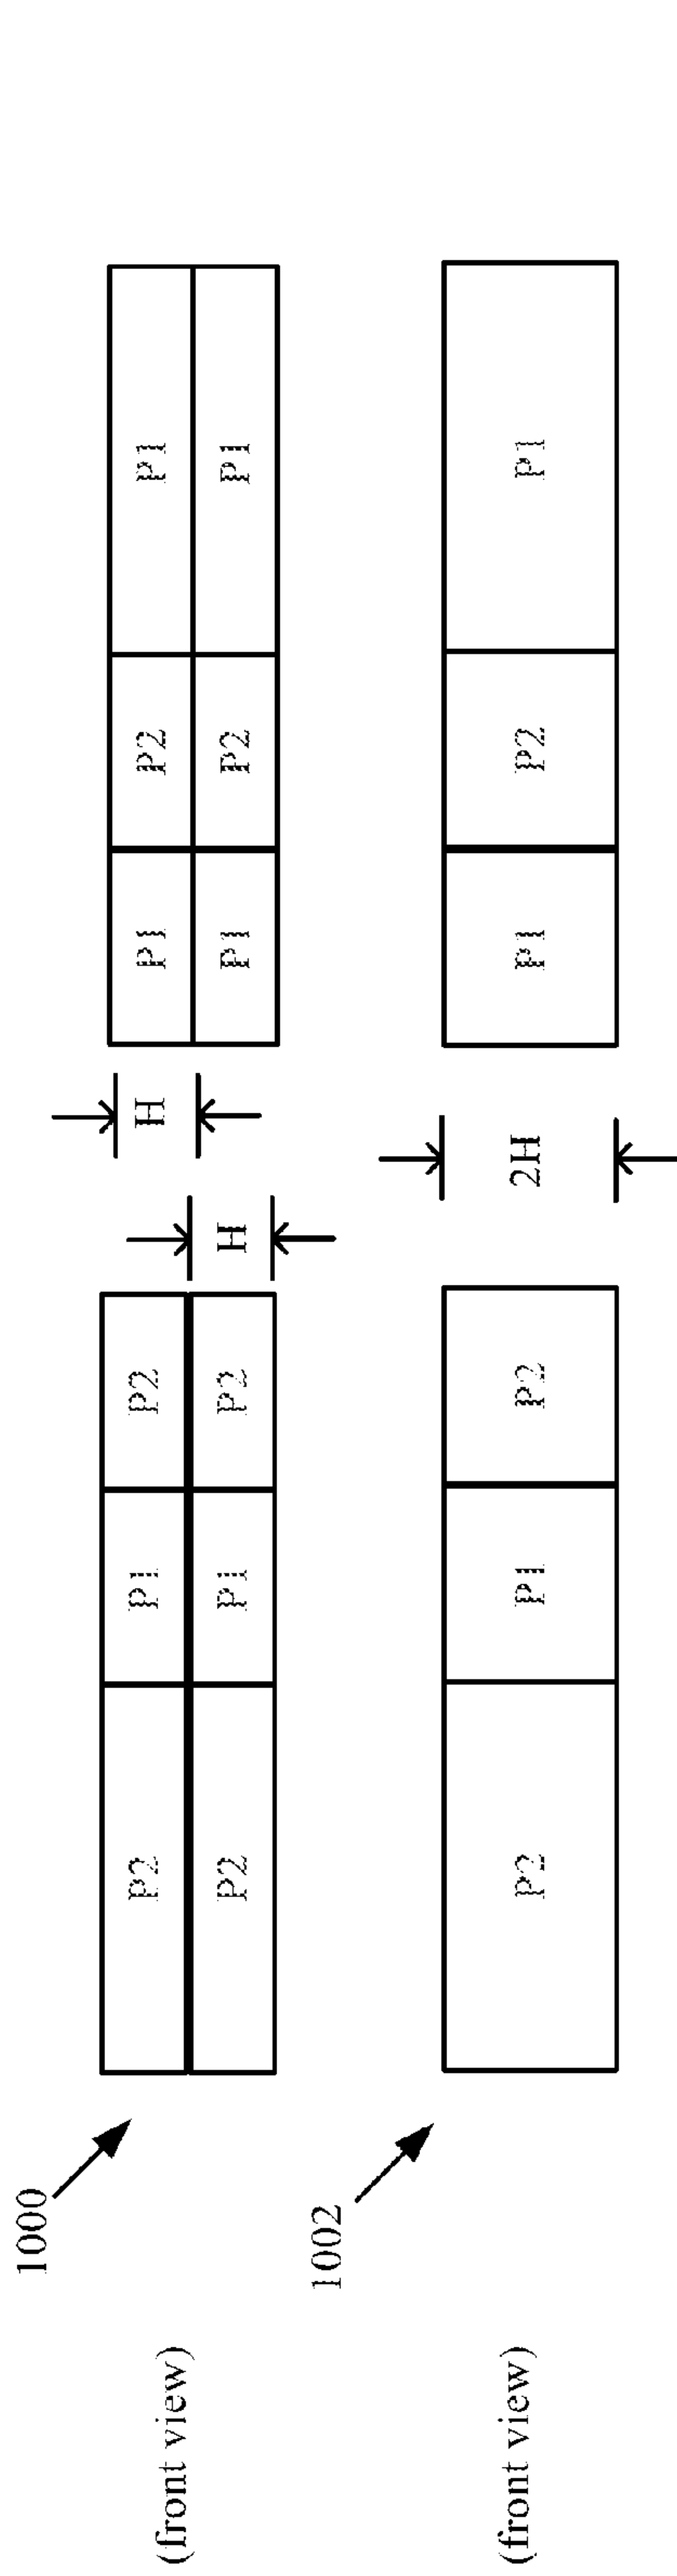 1000
P2 P1 P2 H P1 P2 P1
(front view)
P2 P1 P2 H P1 P2 P1
1002
(front view) P2 P1 P2 2H P1 P2 P1